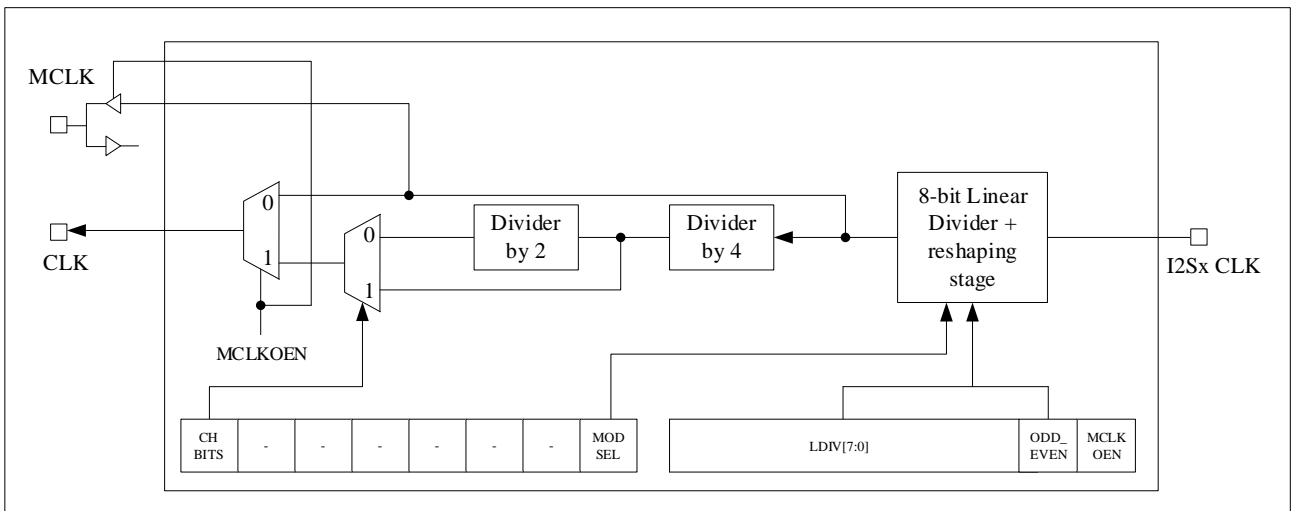 MCLK
0
1
CLK
MCLKOEN
0
1
Divider
by 2
Divider
by 4
8-bit Linear
Divider +
reshaping
stage
I2Sx CLK
CH
BITS
-
-
-
-
-
-
MOD
SEL
LDIV[7:0]
ODD_
EVEN
MCLK
OEN